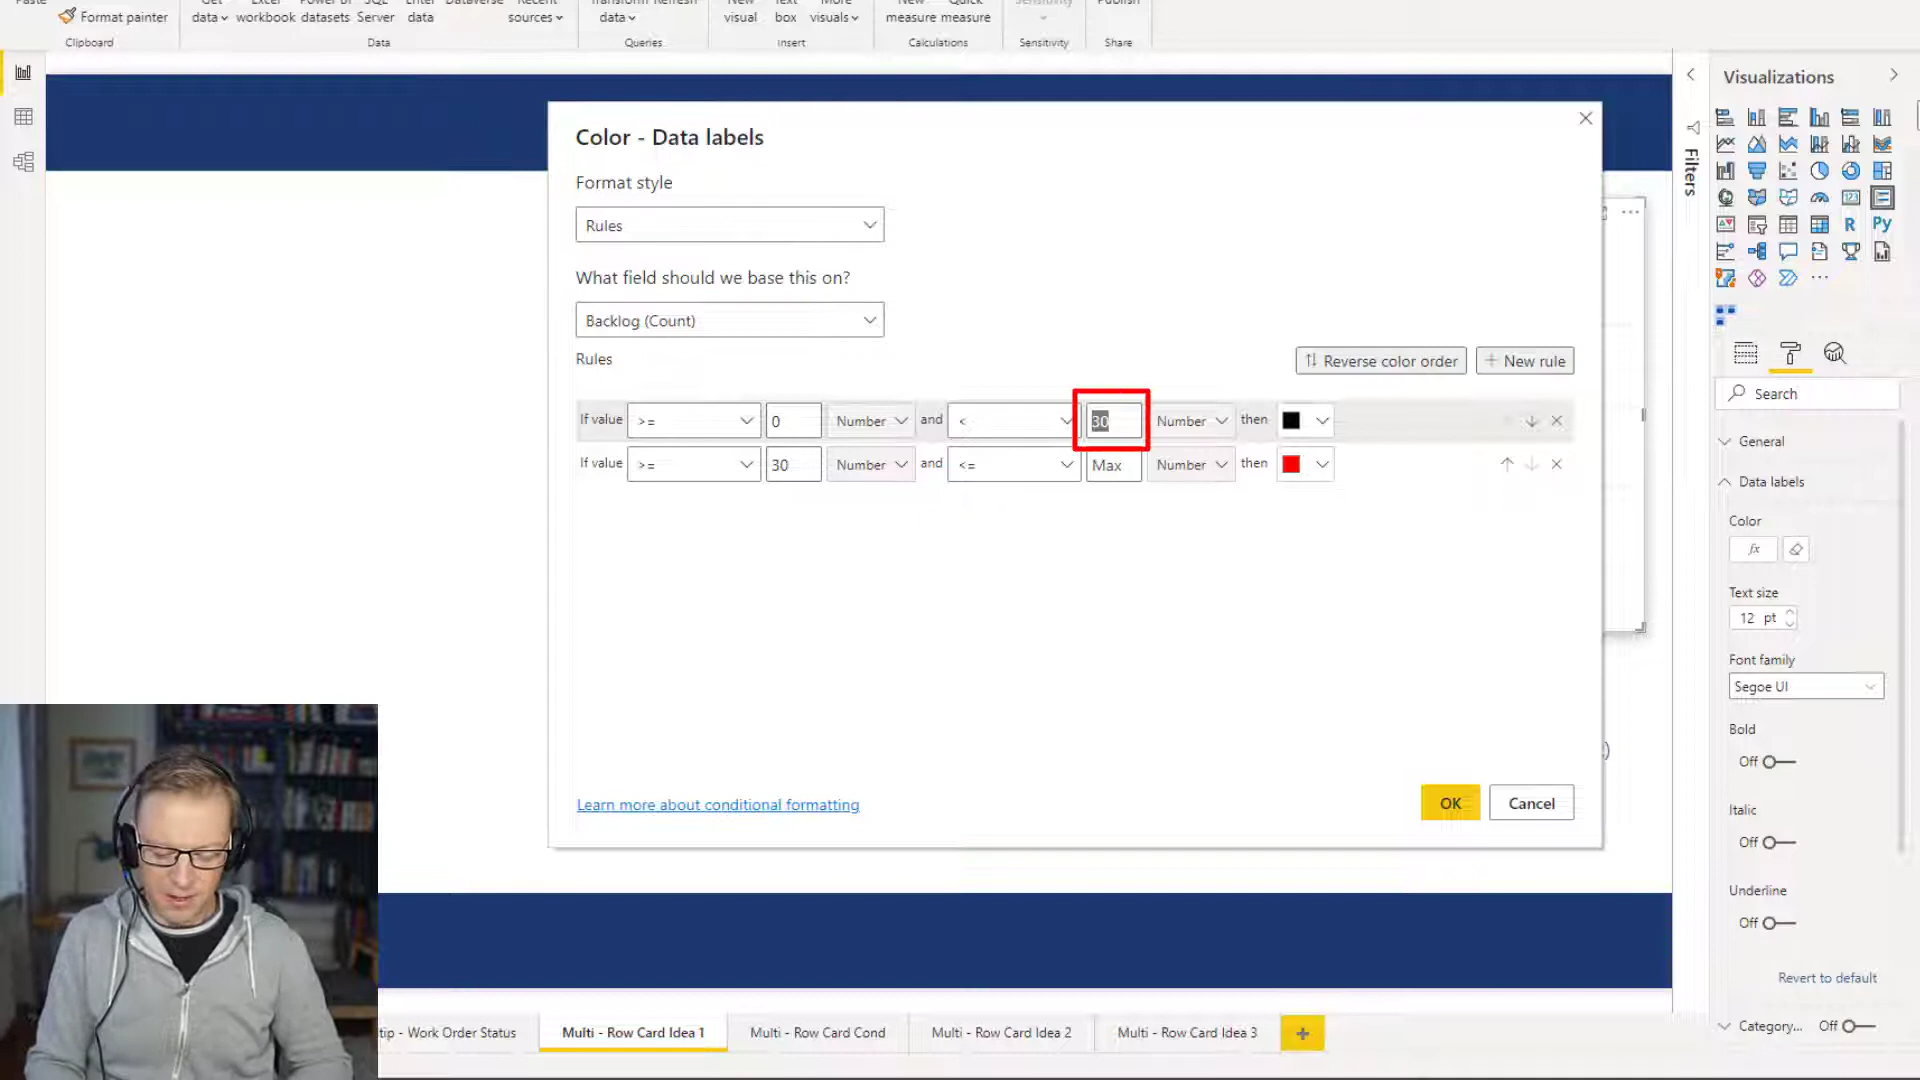 Format painter
data
workbook
datasets
Server
data
sources
data
visual
box
visuals
measure
measure
Clipboard
Data
Queries
Insert
Calculations
Sensitivity
Share
Color - Data labels
Format style
Rules
What field should we base this on?
Backlog (Count)
Rules
Reverse color order
New rule
If value >= 0 Number and < 30 Number then
If value >= 30 Number and <= Max Number then
Learn more about conditional formatting
OK
Cancel
Filters
Visualizations
R
Py
123
Search
General
Data labels
Color
fx
Text size
12 pt
Font family
Segoe UI
Bold
Off
Italic
Off
Underline
Off
Revert to default
Category... Off
tip - Work Order Status
Multi - Row Card Idea 1
Multi - Row Card Cond
Multi - Row Card Idea 2
Multi - Row Card Idea 3